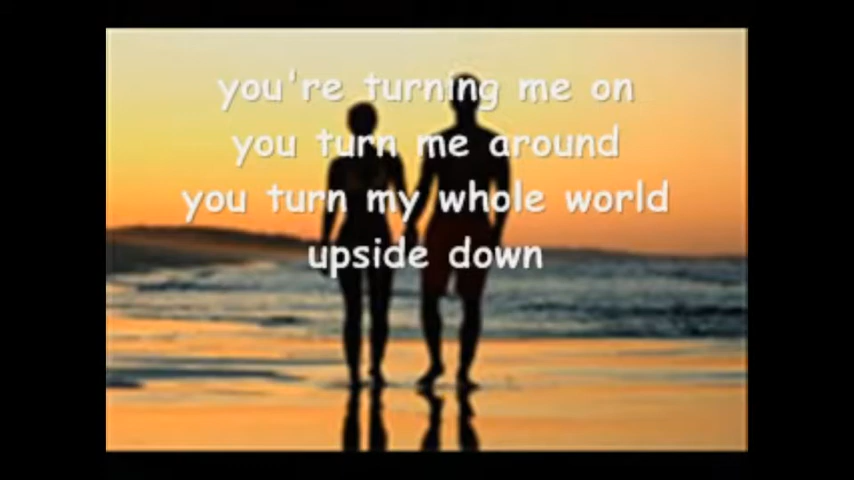 you're turning me on
you turn me around
you turn my whole world
upside down